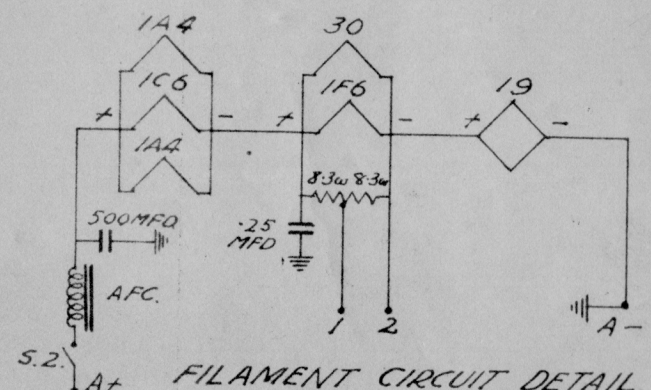 1A4
30
1C6
1F6
19
+
-
+
-
+
-
1A4
8.3ω 8.3ω
500MFD
.25
MFD
AFC.
1
2
A-
S.2.
A+
FILAMENT CIRCUIT DETAIL